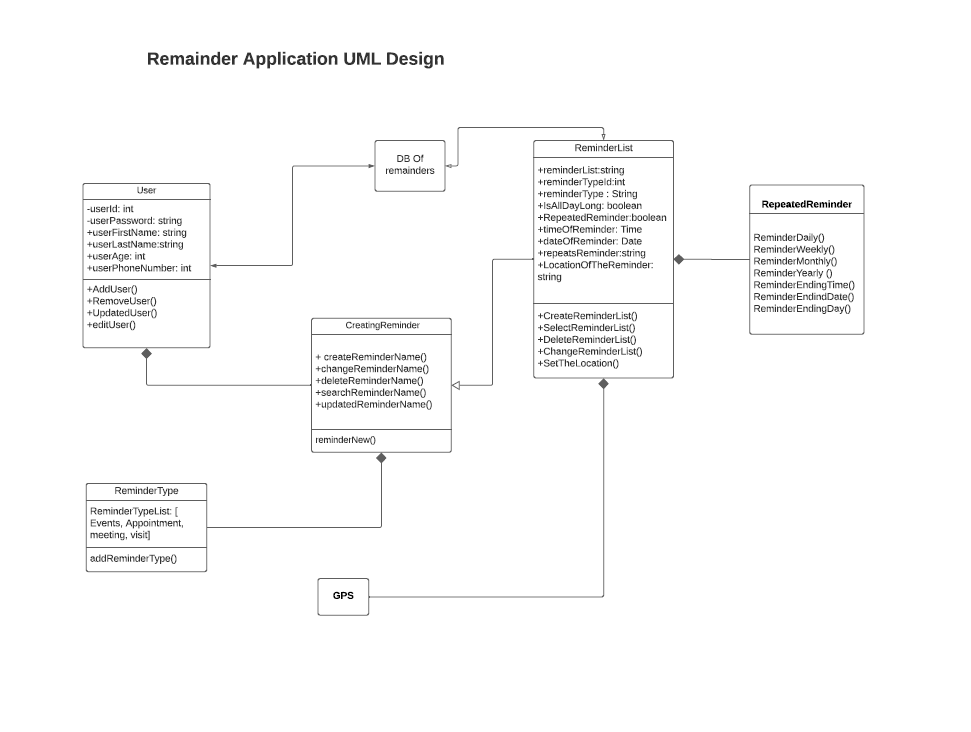 Remainder Application UML Design
DB Of
remainders
User
-userId: int
-userPassword: string
+userFirstName: string
+userLastName:string
+userAge: int
+userPhoneNumber: int
+AddUser()
+RemoveUser()
+UpdatedUser()
+editUser()
ReminderList
+reminderList:string
+reminderTypeId:int
+reminderType : String
+IsAllDayLong: boolean
+RepeatedReminder:boolean
+timeOfReminder: Time
+dateOfReminder: Date
+repeatsReminder:string
+LocationOfTheReminder:
string
+CreateReminderList()
+SelectReminderList()
+DeleteReminderList()
+ChangeReminderList()
+SetTheLocation()
RepeatedReminder
ReminderDaily()
ReminderWeekly()
ReminderMonthly()
ReminderYearly ()
ReminderEndingTime()
ReminderEndindDate()
ReminderEndingDay()
CreatingReminder
+ createReminderName()
+changeReminderName()
+deleteReminderName()
+searchReminderName()
+updatedReminderName()
reminderNew()
ReminderType
ReminderTypeList: [
Events, Appointment,
meeting, visit]
addReminderType()
GPS